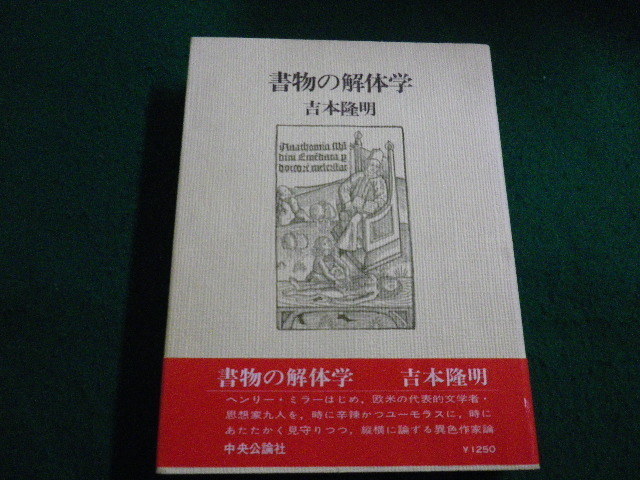 書物の解体学
吉本隆明
書物の解体学 吉本隆明
ヘンリー・ミラーはじめ、欧米の代表的文学者・
思想家九人を、時に辛辣かつユーモラスに、時に
あたたかく見守りつつ、縦横に論ずる異色作家論
中央公論社 ¥1250